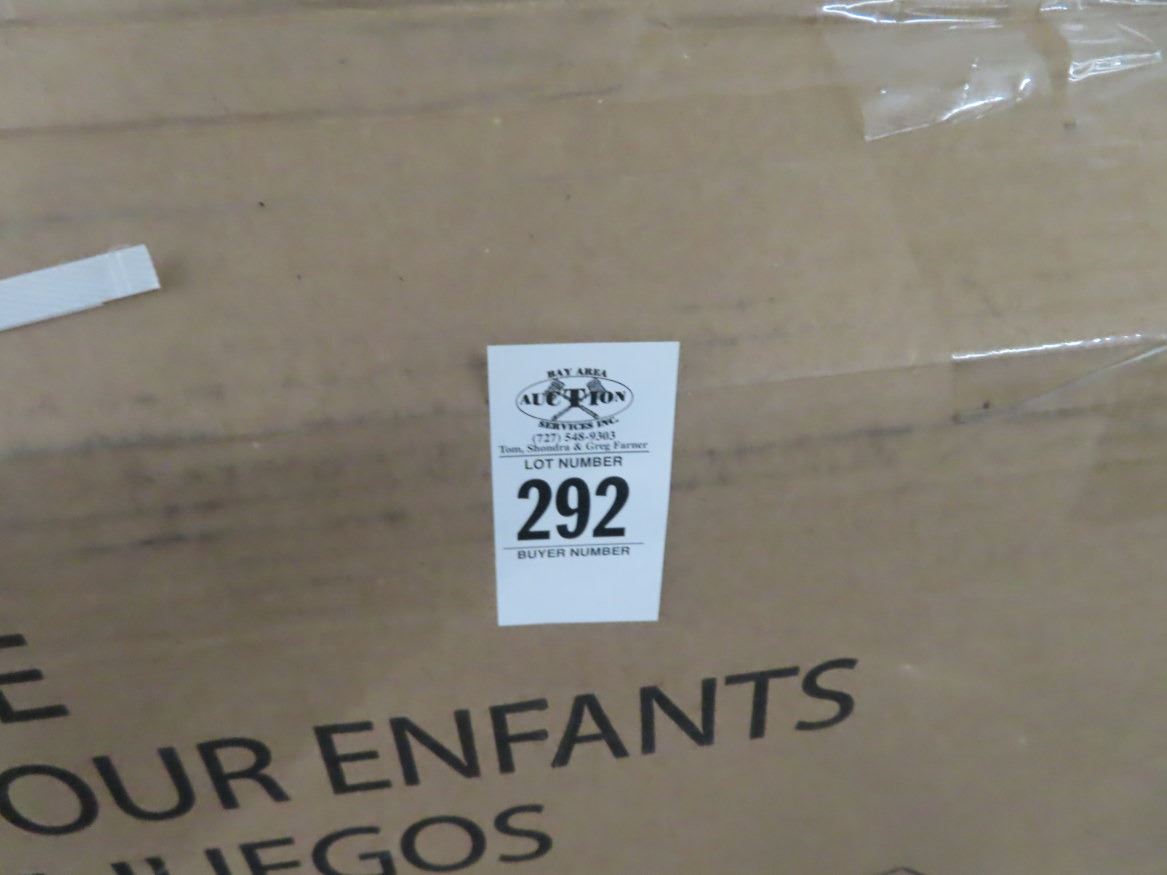 BAY AREA
AUCTION
SERVICES INC.
(727) 548-9303
Tom, Shondra & Greg Farner
LOT NUMBER
292
BUYER NUMBER
E
OUR ENFANTS
JUEGOS